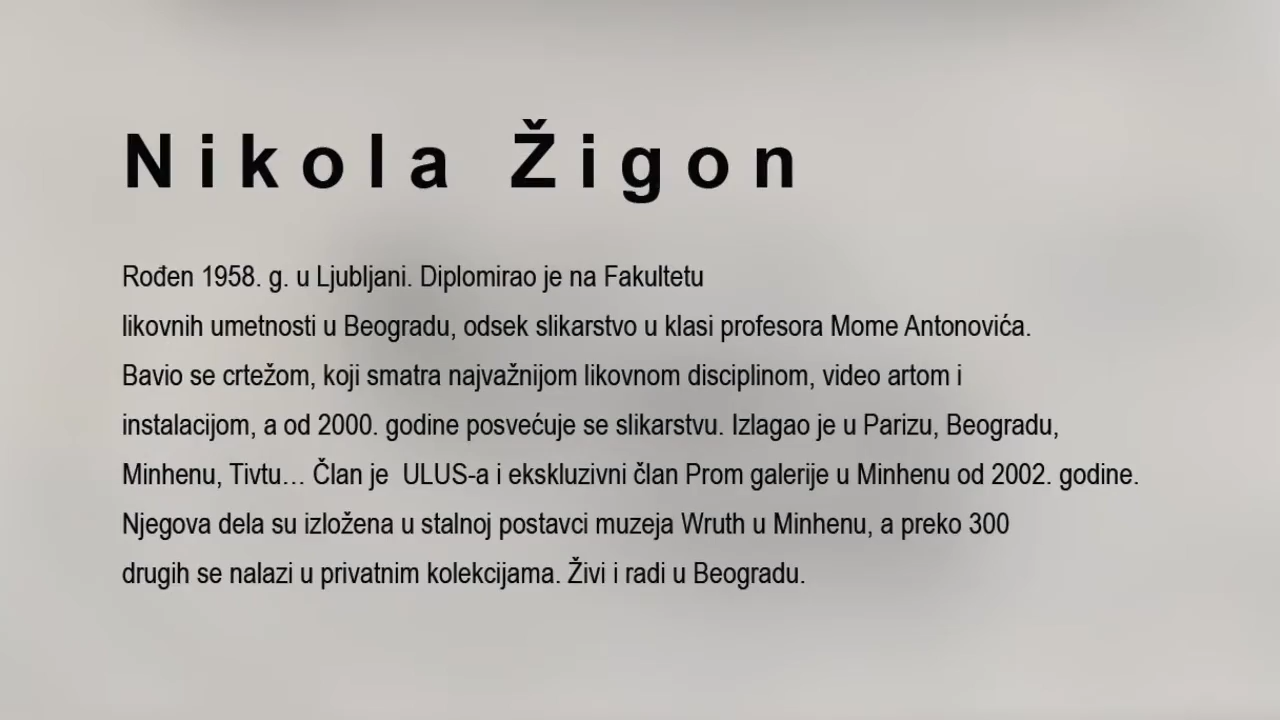 Nikola Žigon
Rođen 1958. g. u Ljubljani. Diplomirao je na Fakultetu
likovnih umetnosti u Beogradu, odsek slikarstvo u klasi profesora Mome Antonovića.
Bavio se crtežom, koji smatra najvažnijom likovnom disciplinom, video artom i
instalacijom, a od 2000. godine posvećuje se slikarstvu. Izlagao je u Parizu, Beogradu,
Minhenu, Tivtu… Član je  ULUS-a i ekskluzivni član Prom galerije u Minhenu od 2002. godine.
Njegova dela su izložena u stalnoj postavci muzeja Wruth u Minhenu, a preko 300
drugih se nalazi u privatnim kolekcijama. Živi i radi u Beogradu.